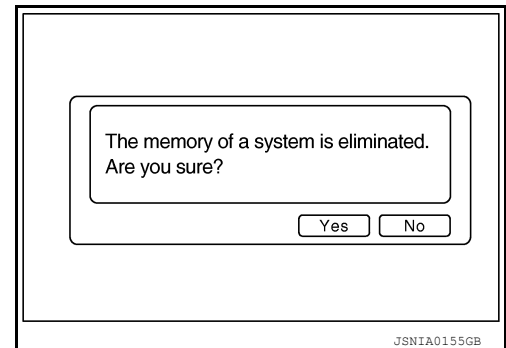 The memory of a system is eliminated.
Are you sure?
Yes No
JSNIA0155GB